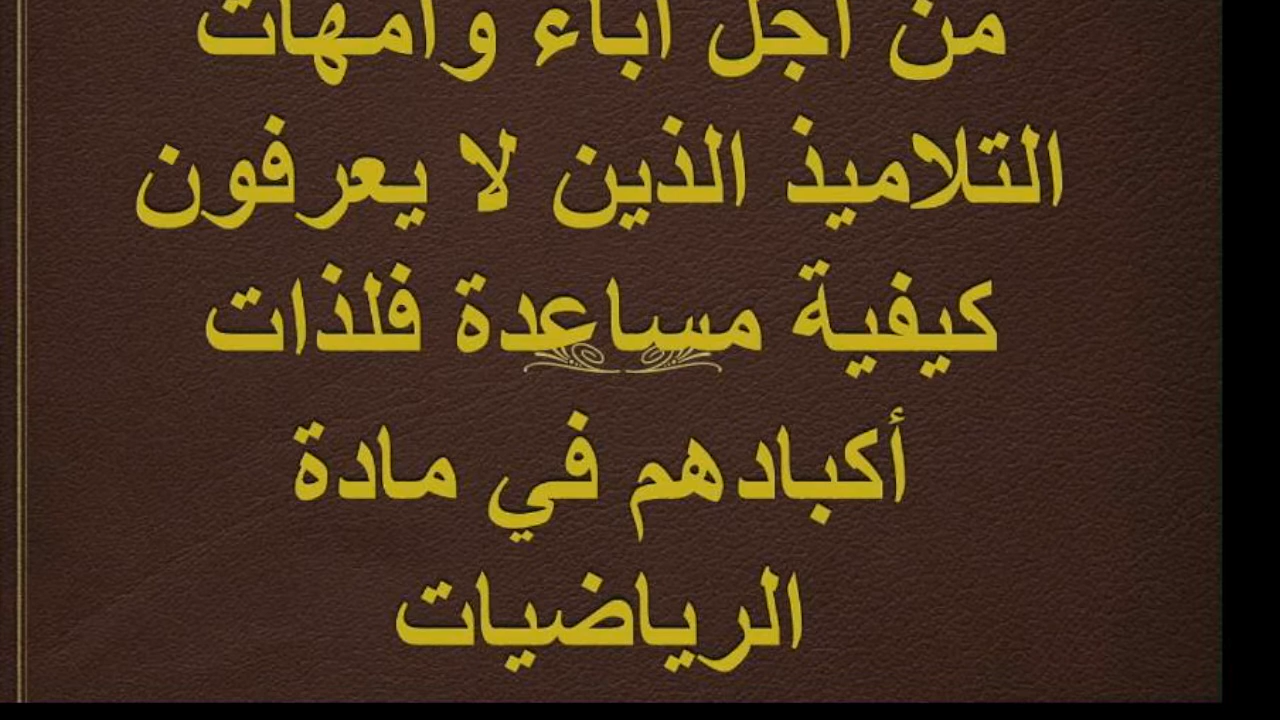 من أجل آباء وأمهات
التلاميذ الذين لا يعرفون
كيفية مساعدة فلذات
أكبادهم في مادة
الرياضيات